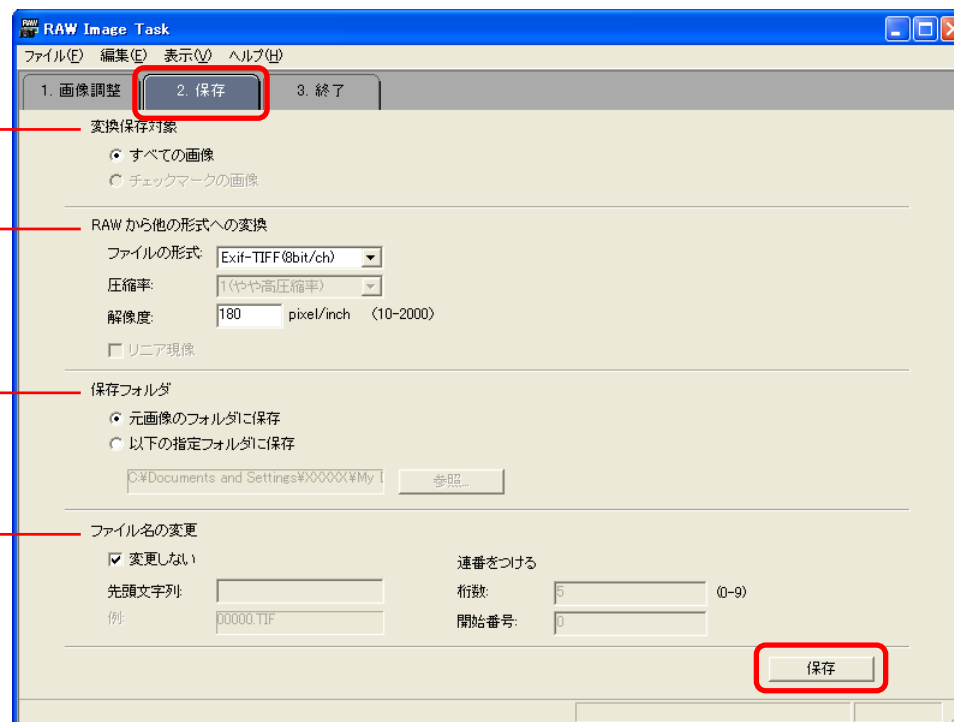 RAW Image Task
ファイル(F) 編集(E) 表示(V) ヘルプ(H)
1. 画像調整 2. 保存 3. 終了
変換保存対象
すべての画像
チェックマークの画像
RAW から他の形式への変換
ファイルの形式: Exif-TIFF(8bit/ch)
圧縮率: 1(やや高圧縮率)
解像度: 180 pixel/inch (10-2000)
リニア現像
保存フォルダ
元画像のフォルダに保存
以下の指定フォルダに保存
C:¥Documents and Settings¥XXXXX¥My 参照...
ファイル名の変更
変更しない 連番をつける
先頭文字列: 桁数: 5 (0-9)
例: 00000.TIF 開始番号: 0
保存